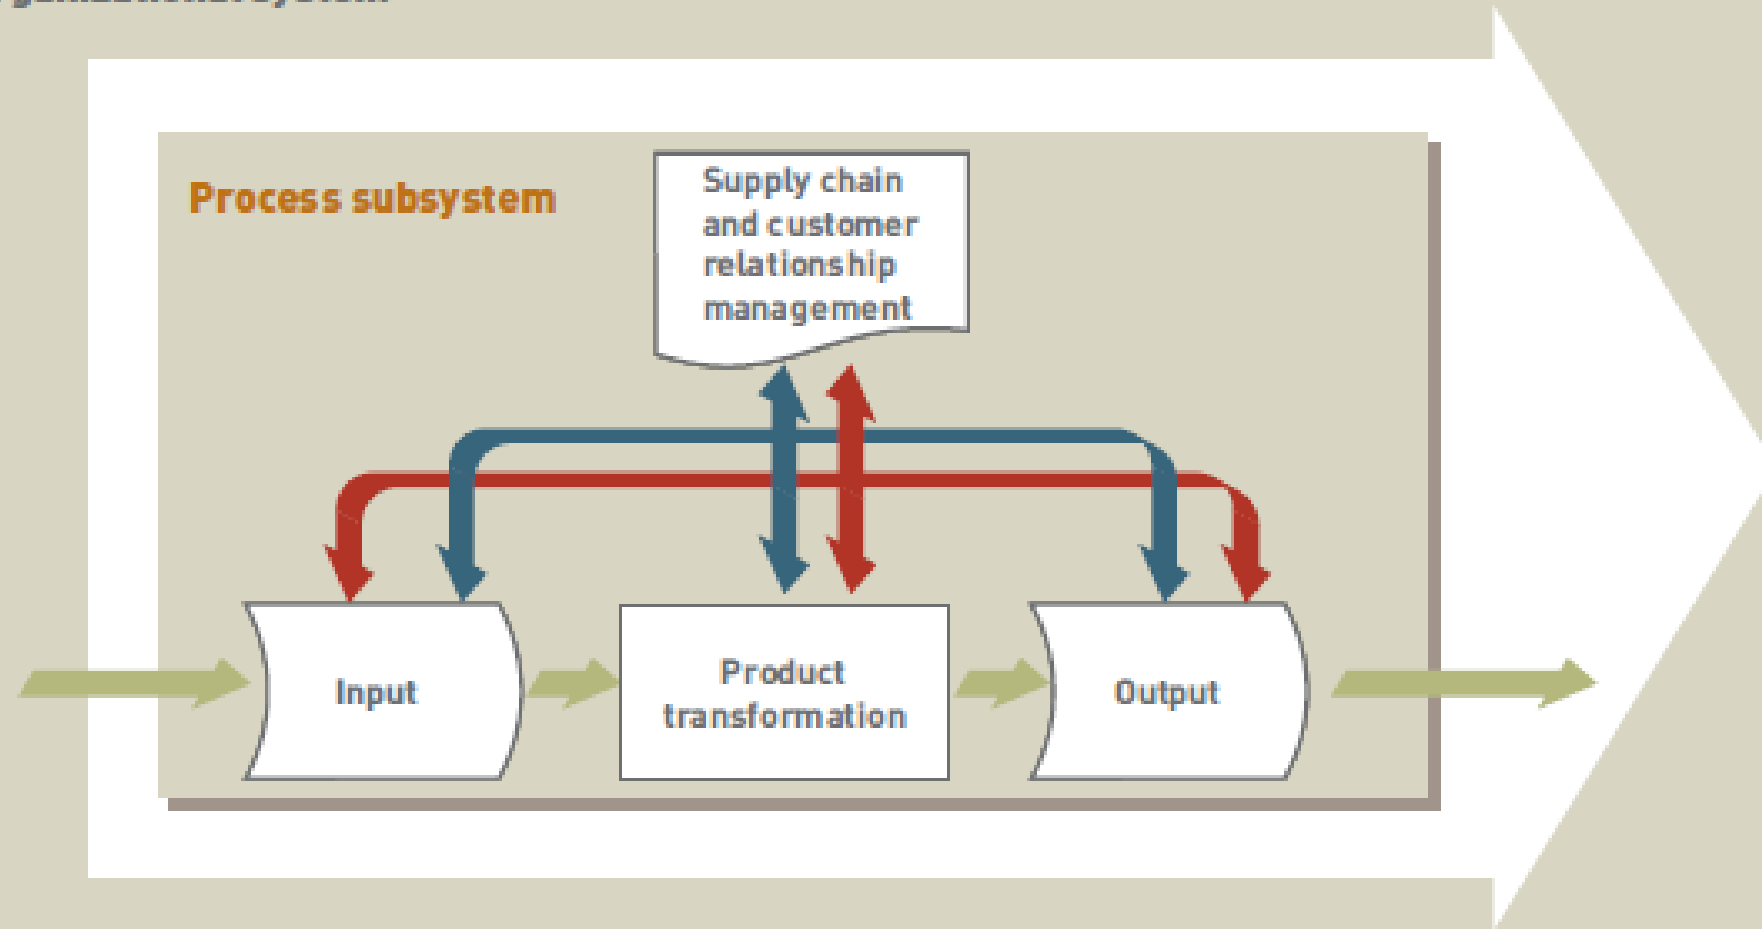 Process subsystem
Supply chain
and customer
relationship
management
Input
Product
transformation
Output